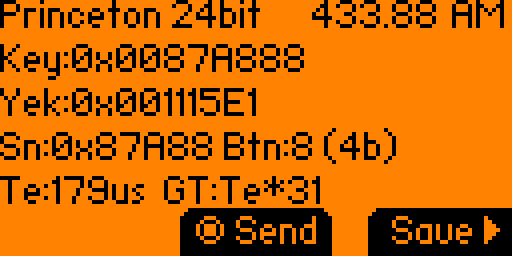 Princeton 24bit 433.88 AM
Key:0x0087A888
Yek:0x001115E1
Sn:0x87A88 Btn:8 (4b)
Te:179us GT:Te*31
Send Save